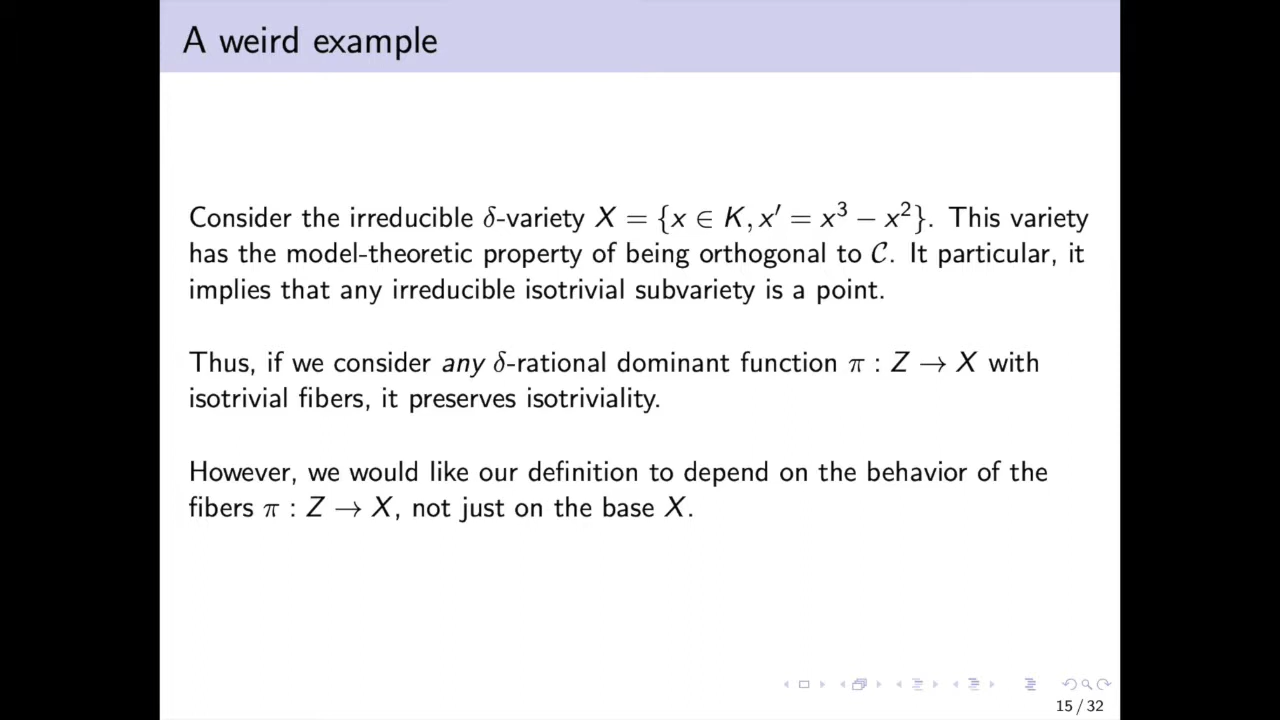 A weird example
Consider the irreducible δ-variety X = {x ∈ K, x′ = x³ − x²}. This variety
has the model-theoretic property of being orthogonal to 𝒞. It particular, it
implies that any irreducible isotrivial subvariety is a point.
Thus, if we consider any δ-rational dominant function π : Z → X with
isotrivial fibers, it preserves isotriviality.
However, we would like our definition to depend on the behavior of the
fibers π : Z → X, not just on the base X.
15 / 32